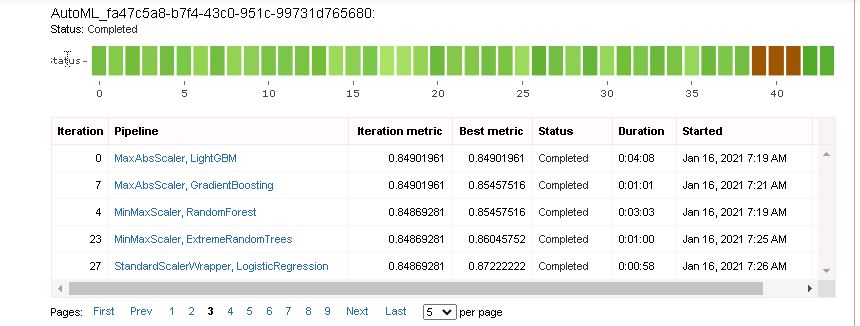 AutoML_fa47c5a8-b7f4-43c0-951c-99731d765680:
Status: Completed
Status
0 5 10 15 20 25 30 35 40
Iteration Pipeline Iteration metric Best metric Status Duration Started
0 MaxAbsScaler, LightGBM 0.84901961 0.84901961 Completed 0:04:08 Jan 16, 2021 7:19 AM
7 MaxAbsScaler, GradientBoosting 0.84901961 0.85457516 Completed 0:01:01 Jan 16, 2021 7:21 AM
4 MinMaxScaler, RandomForest 0.84869281 0.85457516 Completed 0:03:03 Jan 16, 2021 7:19 AM
23 MinMaxScaler, ExtremeRandomTrees 0.84869281 0.86045752 Completed 0:01:00 Jan 16, 2021 7:25 AM
27 StandardScalerWrapper, LogisticRegression 0.84869281 0.87222222 Completed 0:00:58 Jan 16, 2021 7:26 AM
Pages: First Prev 1 2 3 4 5 6 7 8 9 Next Last 5 per page